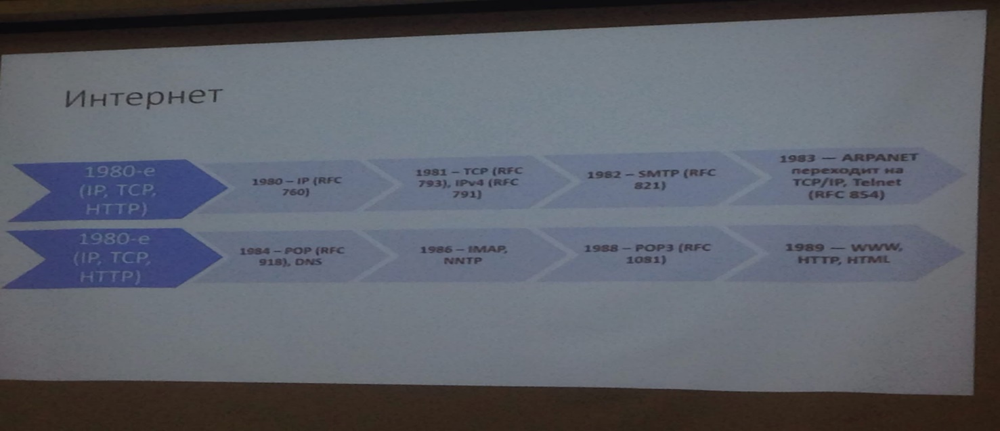 Интернет
1980-е
(IP, TCP,
HTTP)
1980 – IP (RFC
760)
1981 – TCP (RFC
793), IPv4 (RFC
791)
1982 – SMTP (RFC
821)
1983 — ARPANET
переходит на
TCP/IP, Telnet
(RFC 854)
1980-е
(IP, TCP,
HTTP)
1984 – POP (RFC
918), DNS
1986 – IMAP,
NNTP
1988 – POP3 (RFC
1081)
1989 — WWW,
HTTP, HTML